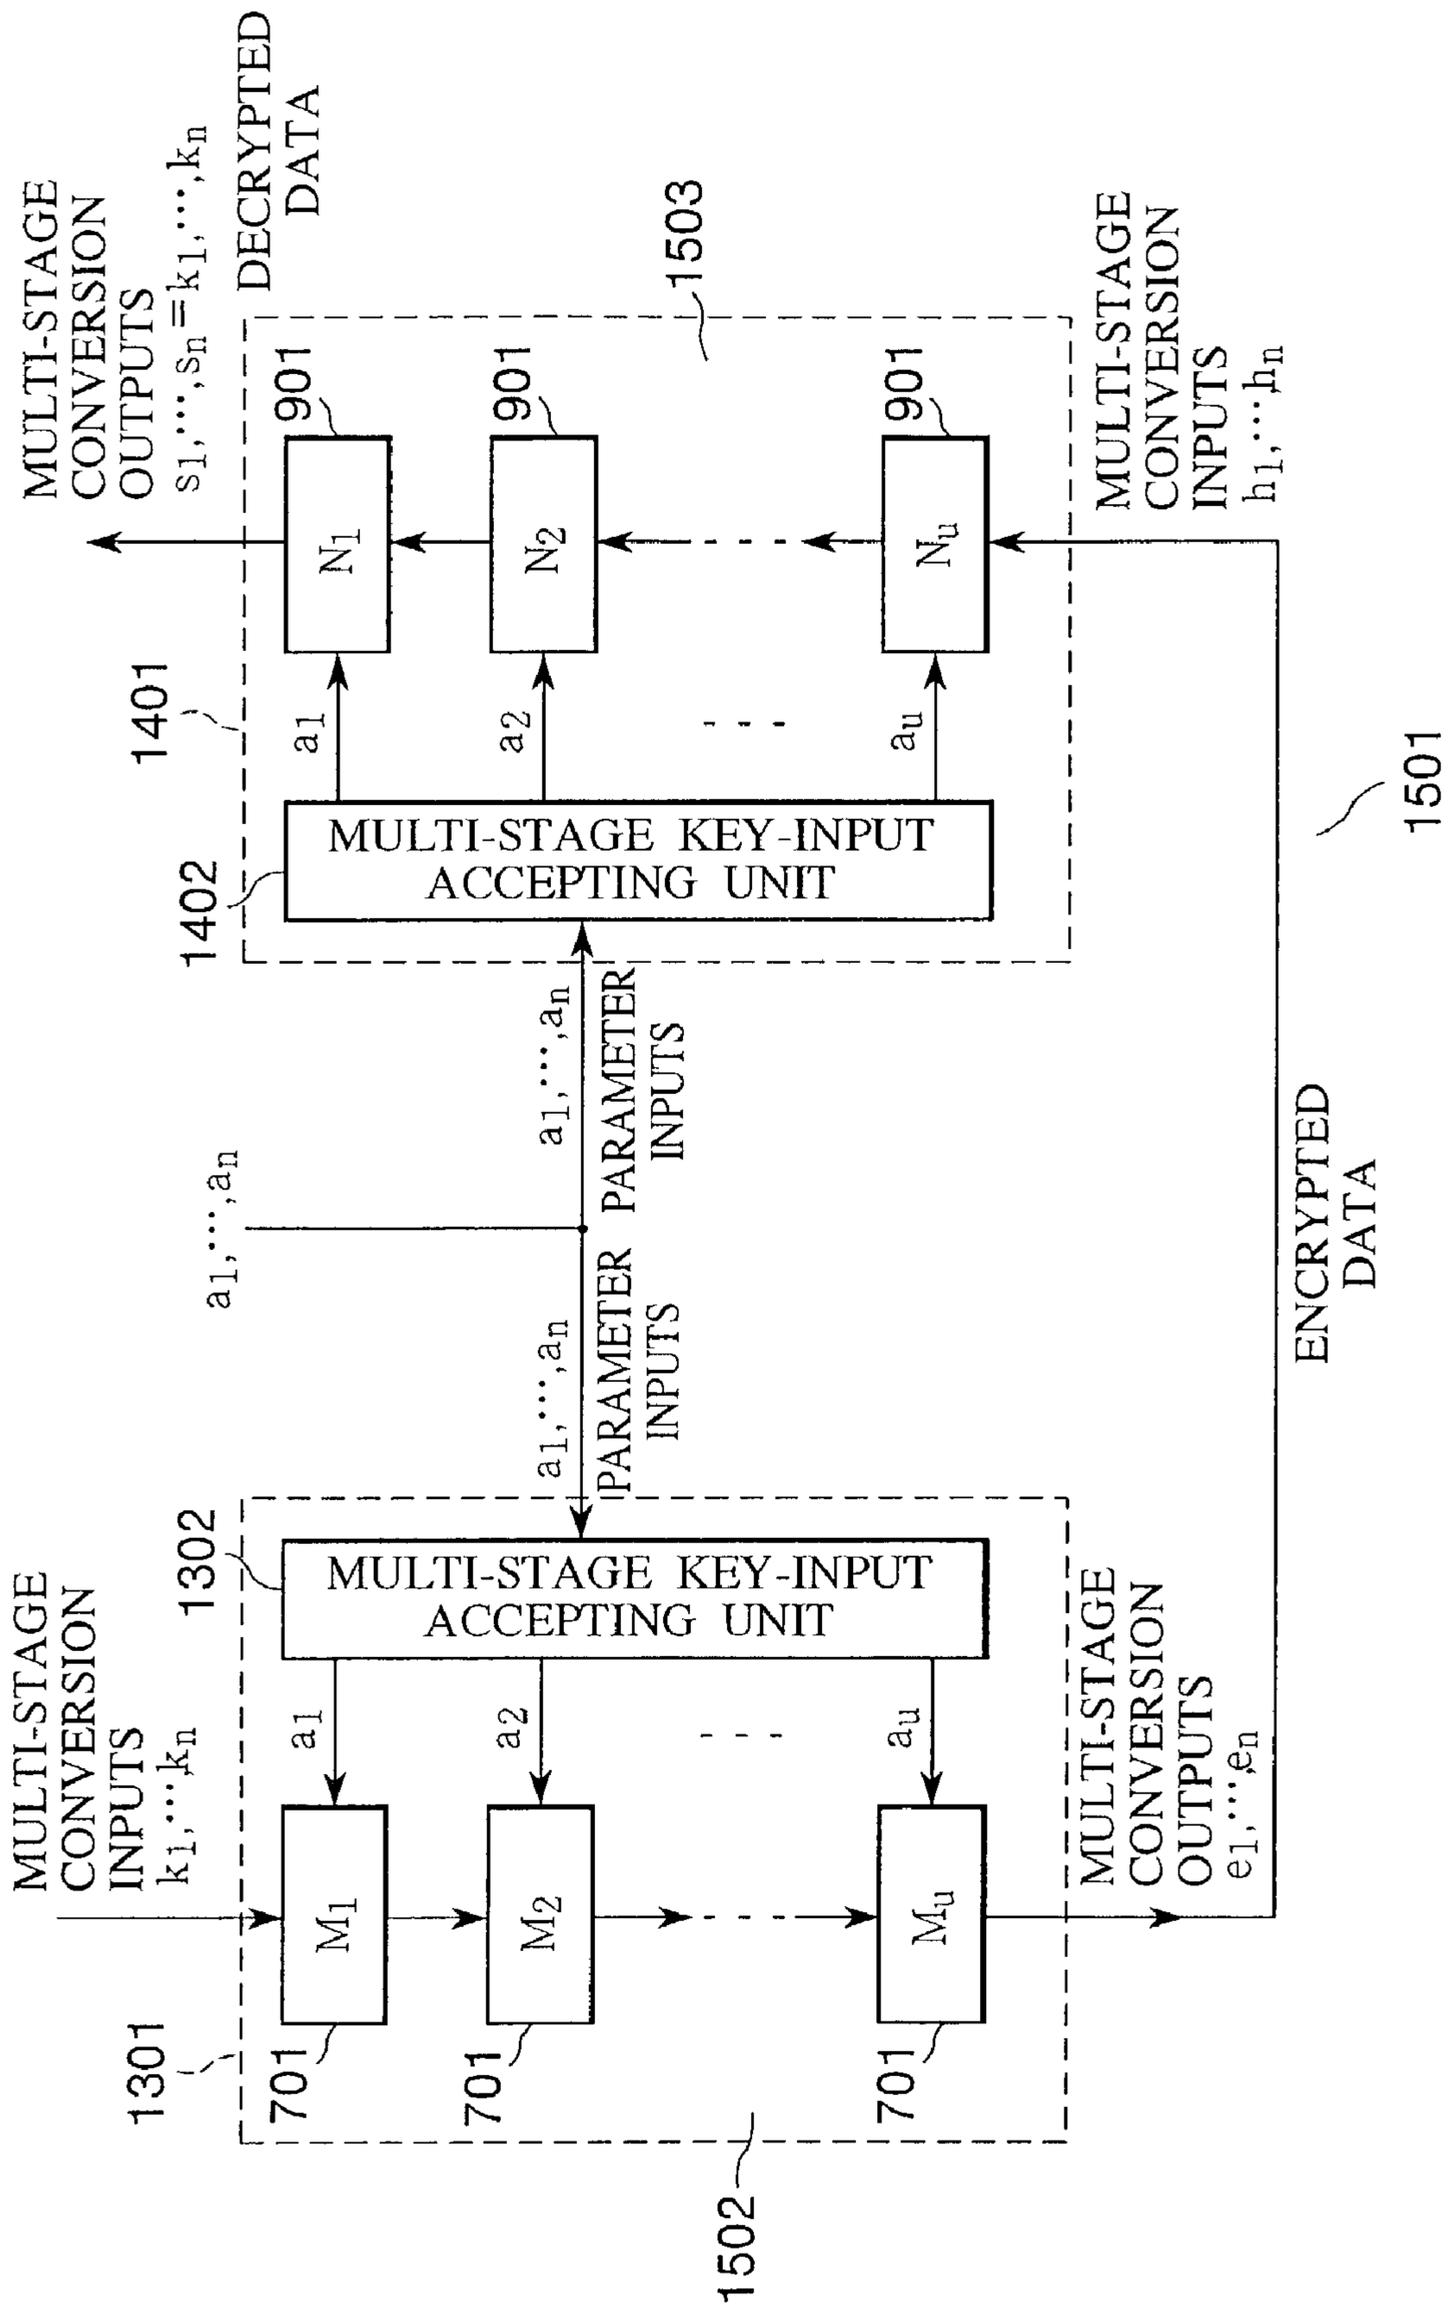 MULTI-STAGE
CONVERSION
INPUTS
k1,···,kn
1301
701
M1
701
M2
701
Mu
a1
a2
au
1302
MULTI-STAGE KEY-INPUT
ACCEPTING UNIT
1502
MULTI-STAGE
CONVERSION
OUTPUTS
e1,···,en
a1,···,an
a1,···,an
PARAMETER
INPUTS
a1,···,an
PARAMETER
INPUTS
1401
1402
MULTI-STAGE KEY-INPUT
ACCEPTING UNIT
a1
a2
au
N1
901
N2
901
Nu
901
1503
MULTI-STAGE
CONVERSION
OUTPUTS
s1,···,sn=k1,···,kn
DECRYPTED
DATA
MULTI-STAGE
CONVERSION
INPUTS
h1,···,hn
ENCRYPTED
DATA
1501